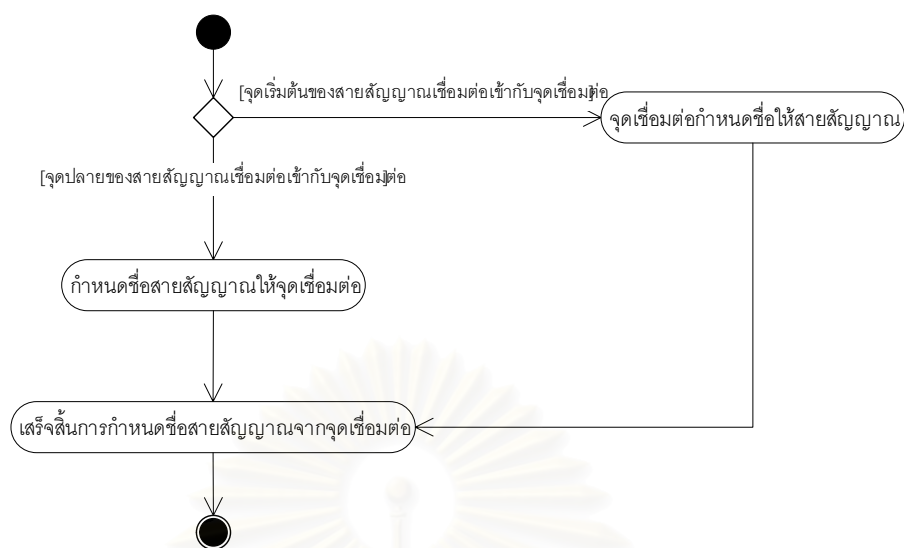 [จุดเริ่มต้นของสายสัญญาณเชื่อมต่อเข้ากับจุดเชื่อมต่อ]
จุดเชื่อมต่อกำหนดชื่อให้สายสัญญาณ
[จุดปลายของสายสัญญาณเชื่อมต่อเข้ากับจุดเชื่อมต่อ]
กำหนดชื่อสายสัญญาณให้จุดเชื่อมต่อ
เสร็จสิ้นการกำหนดชื่อสายสัญญาณจากจุดเชื่อมต่อ